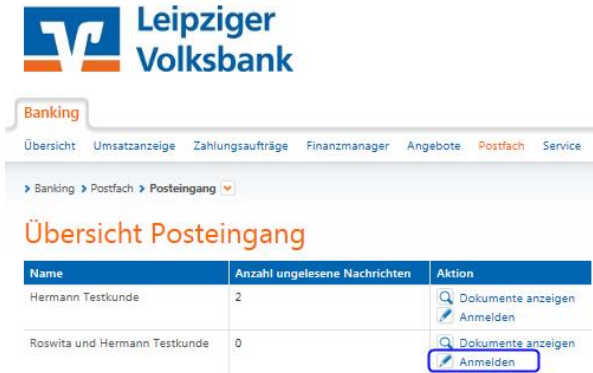 Leipziger
Volksbank
Banking
Übersicht Umsatzanzeige Zahlungsaufträge Finanzmanager Angebote Postfach Service
Banking Postfach Posteingang
Übersicht Posteingang
Name Anzahl ungelesene Nachrichten Aktion
Hermann Testkunde 2 Dokumente anzeigen
Anmelden
Roswita und Hermann Testkunde 0 Dokumente anzeigen
Anmelden